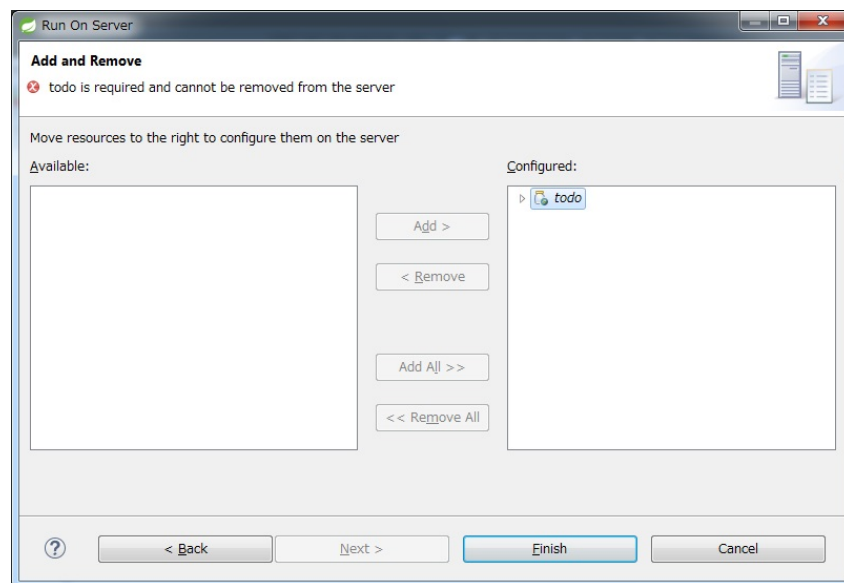 Run On Server
Add and Remove
todo is required and cannot be removed from the server
Move resources to the right to configure them on the server
Available:
Configured:
todo
Add >
< Remove
Add All >>
<< Remove All
?
< Back
Next >
Finish
Cancel